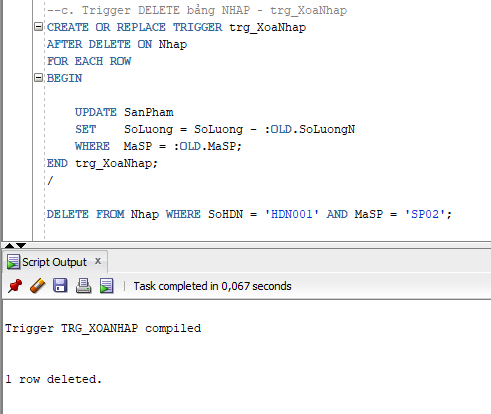 --c. Trigger DELETE bảng NHAP - trg_XoaNhap
CREATE OR REPLACE TRIGGER trg_XoaNhap
AFTER DELETE ON Nhap
FOR EACH ROW
BEGIN
UPDATE SanPham
SET    SoLuong = SoLuong - :OLD.SoLuongN
WHERE  MaSP = :OLD.MaSP;
END trg_XoaNhap;
/
DELETE FROM Nhap WHERE SoHDN = 'HDN001' AND MaSP = 'SP02';
Script Output x
Task completed in 0,067 seconds
Trigger TRG_XOANHAP compiled
1 row deleted.